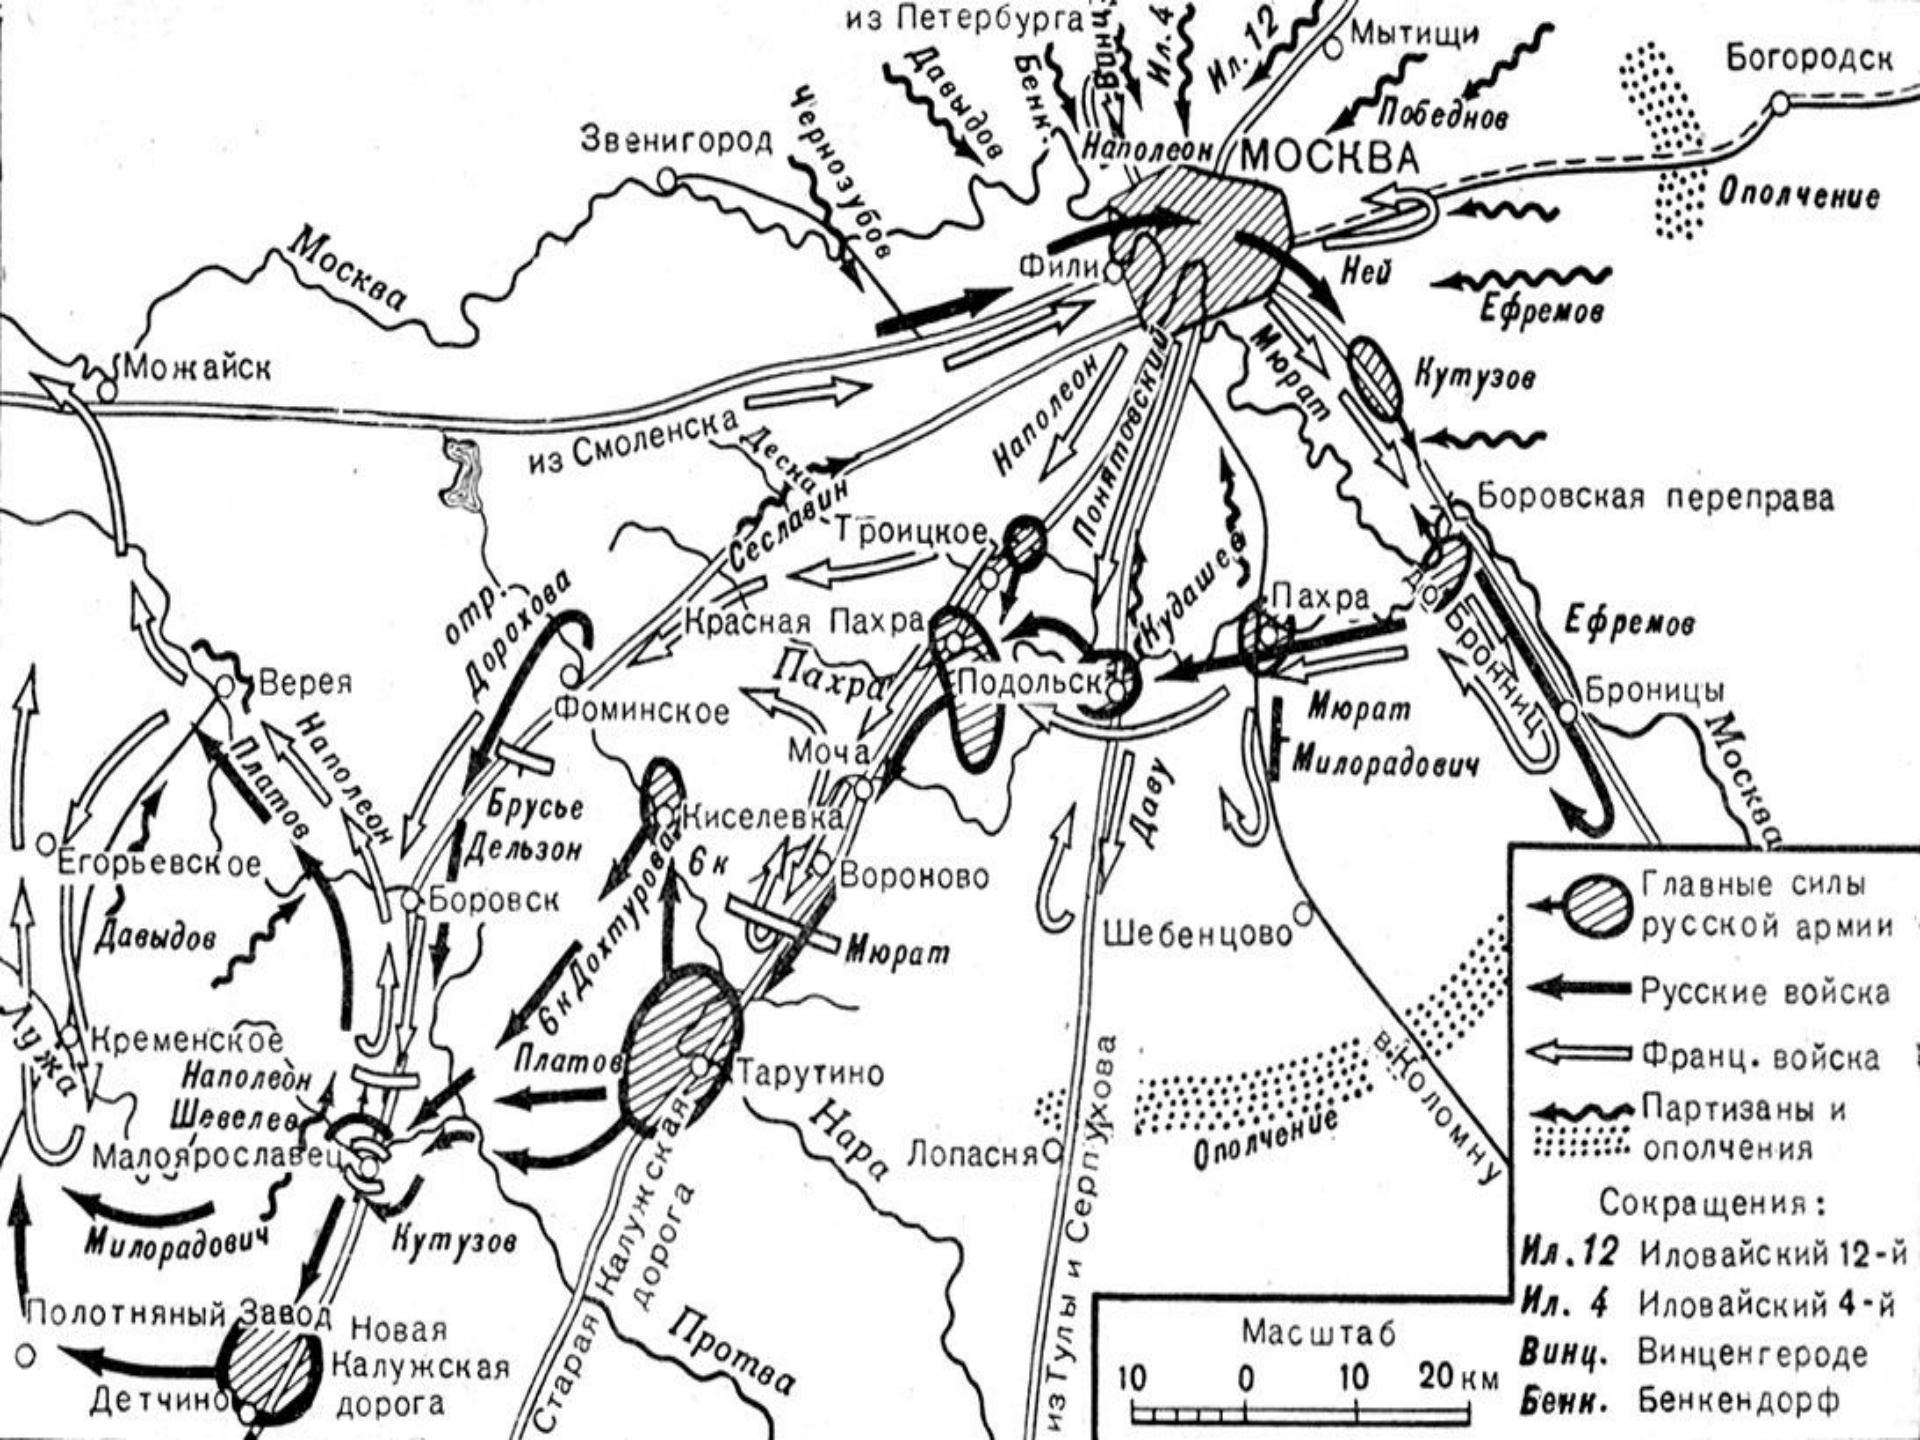 из Петербурга
Винц.
Ил. 4
Ил. 12
Мытищи
Богородск
Давыдов
Бенк.
Победнов
Чернозубов
Звенигород
Наполеон
МОСКВА
Ополчение
Москва
Фили
Ней
Ефремов
Можайск
Мюрат
Кутузов
Наполеон
Понятовский
из Смоленска
Десна
Сеславин
Троицкое
Боровская переправа
отр.
Дорохова
Красная Пахра
Кудашев
Пахра
д.
Бронниц
Ефремов
Верея
Пахра
Подольск
Броницы
Фоминское
Мюрат
Милорадович
Москва
Платов
Наполеон
Моча
Даву
Брусье
Дельзон
Киселевка
Егорьевское
6 к
Вороново
Боровск
Давыдов
Дохтурова
6 к
Мюрат
Шебенцово
Лужа
Кременское
Платов
Тарутино
в Коломну
Наполеон
Шевелев
Малоярославец
Нара
Лопасня
Ополчение
Милорадович
Кутузов
Полотняный Завод
Новая
Калужская
дорога
Детчино
Старая Калужская
дорога
Протва
из Тулы и Серпухова
Главные силы
русской армии
Русские войска
Франц. войска
Партизаны и
ополчения
Сокращения:
Ил.12 Иловайский 12-й
Ил. 4 Иловайский 4-й
Винц. Винценгероде
Бенк. Бенкендорф
Масштаб
10 0 10 20 км